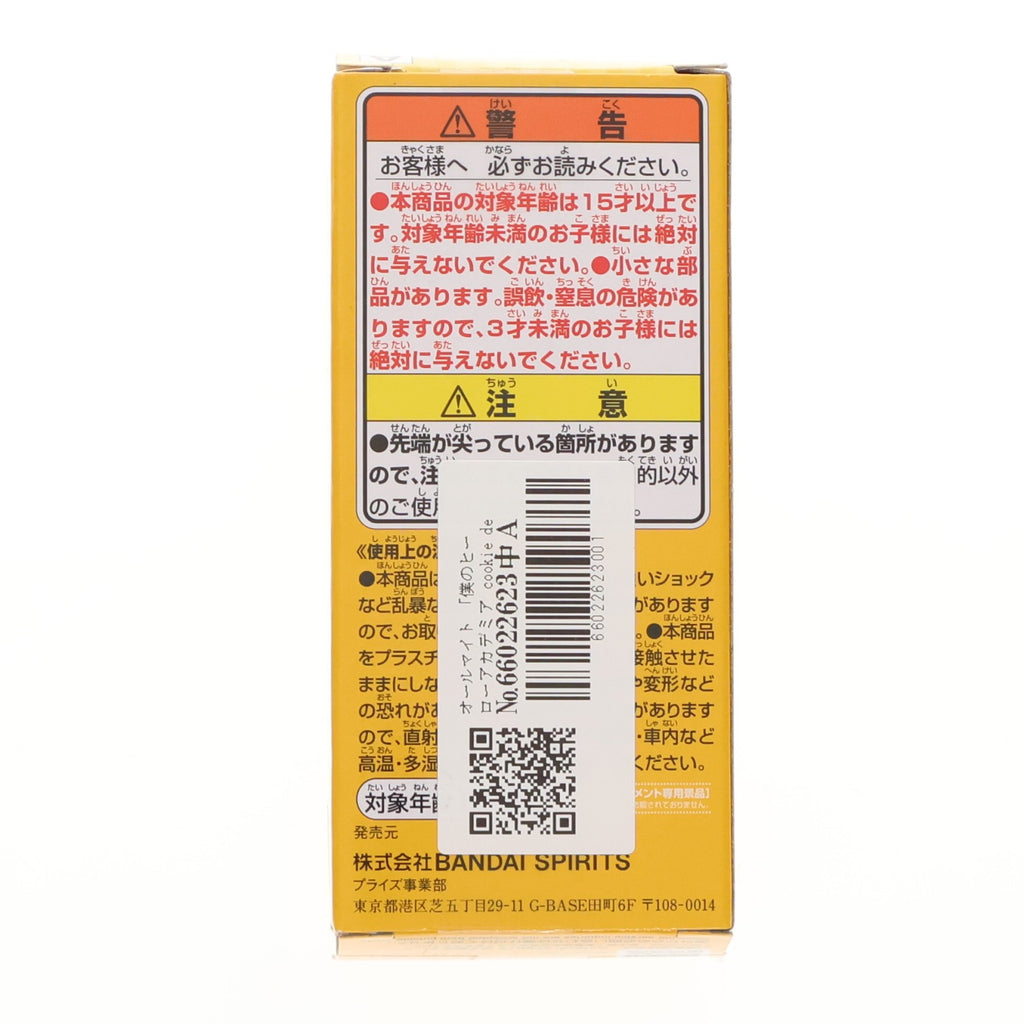 警告
お客様へ 必ずお読みください。
●本商品の対象年齢は15才以上で
す。対象年齢未満のお子様には絶対
に与えないでください。●小さな部
品があります。誤飲・窒息の危険があ
りますので、3才未満のお子様には
絶対に与えないでください。
注意
●先端が尖っている箇所があります
ので、注 的以外
のご使 。
《使用上の
●本商品は いショック
など乱暴な があります
ので、お取 。●本商品
をプラスチ 接触させた
ままにしな や変形など
の恐れが があります
ので、直射 ・車内など
高温・多湿 ください。
対象年齢
メント専用景品】
発売元
株式会社BANDAI SPIRITS
プライズ事業部
東京都港区芝五丁目29-11 G-BASE田町6F 〒108-0014
オールマイト 「僕のヒー
ローアカデミア cookie de
No.66022623中A
66022623001